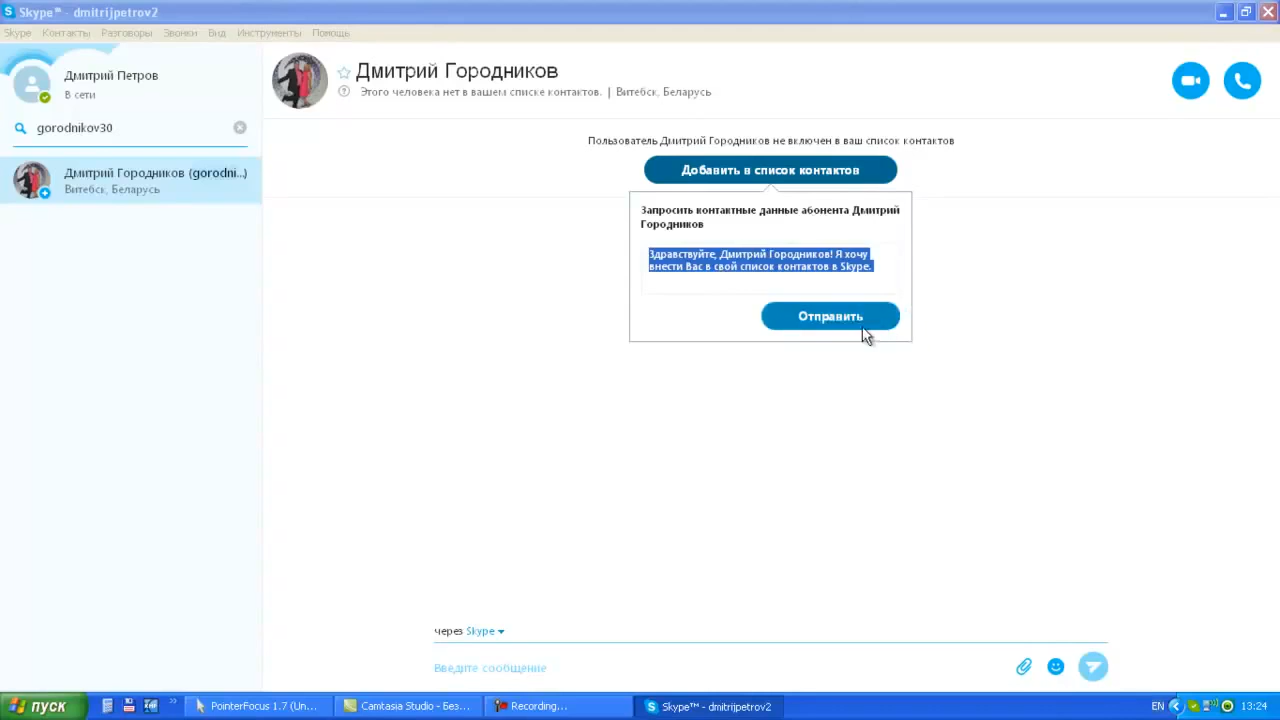 Skype™ - dmitrijpetrov2
Skype Контакты Разговоры Звонки Вид Инструменты Помощь
Дмитрий Петров
В сети
gorodnikov30
Дмитрий Городников (gorodni...)
Витебск, Беларусь
Дмитрий Городников
Этого человека нет в вашем списке контактов. | Витебск, Беларусь
Пользователь Дмитрий Городников не включен в ваш список контактов
Добавить в список контактов
Запросить контактные данные абонента Дмитрий
Городников
Здравствуйте, Дмитрий Городников! Я хочу
внести Вас в свой список контактов в Skype.
Отправить
через Skype
Введите сообщение
пуск
PointerFocus 1.7 (Un...
Camtasia Studio - Без...
Recording...
Skype™ - dmitrijpetrov2
EN
13:24